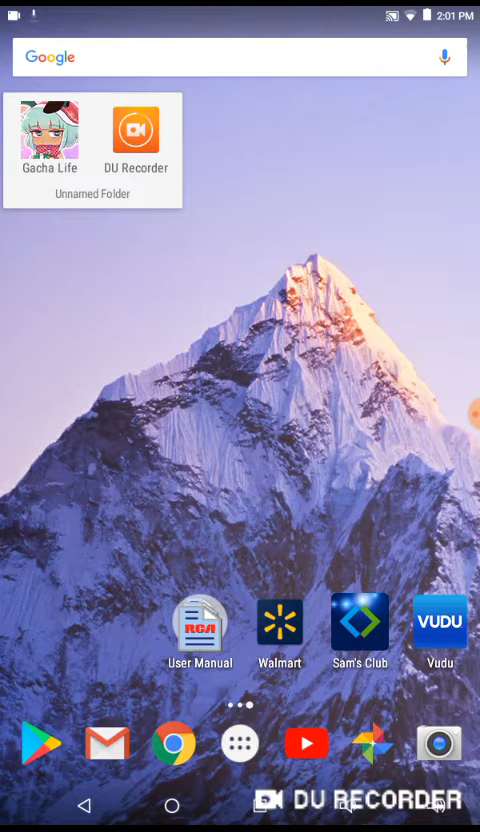 2:01 PM
Google
Gacha Life
DU Recorder
Unnamed Folder
RCA
VUDU
User Manual
Walmart
Sam's Club
Vudu
DU RECORDER